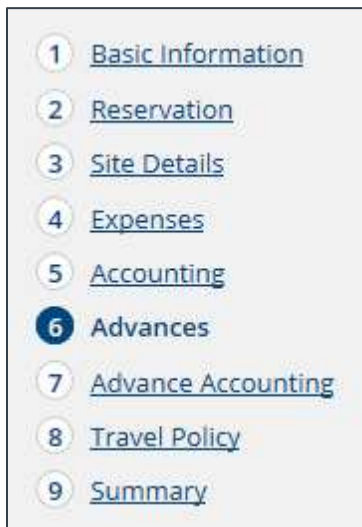 1 Basic Information
2 Reservation
3 Site Details
4 Expenses
5 Accounting
6 Advances
7 Advance Accounting
8 Travel Policy
9 Summary